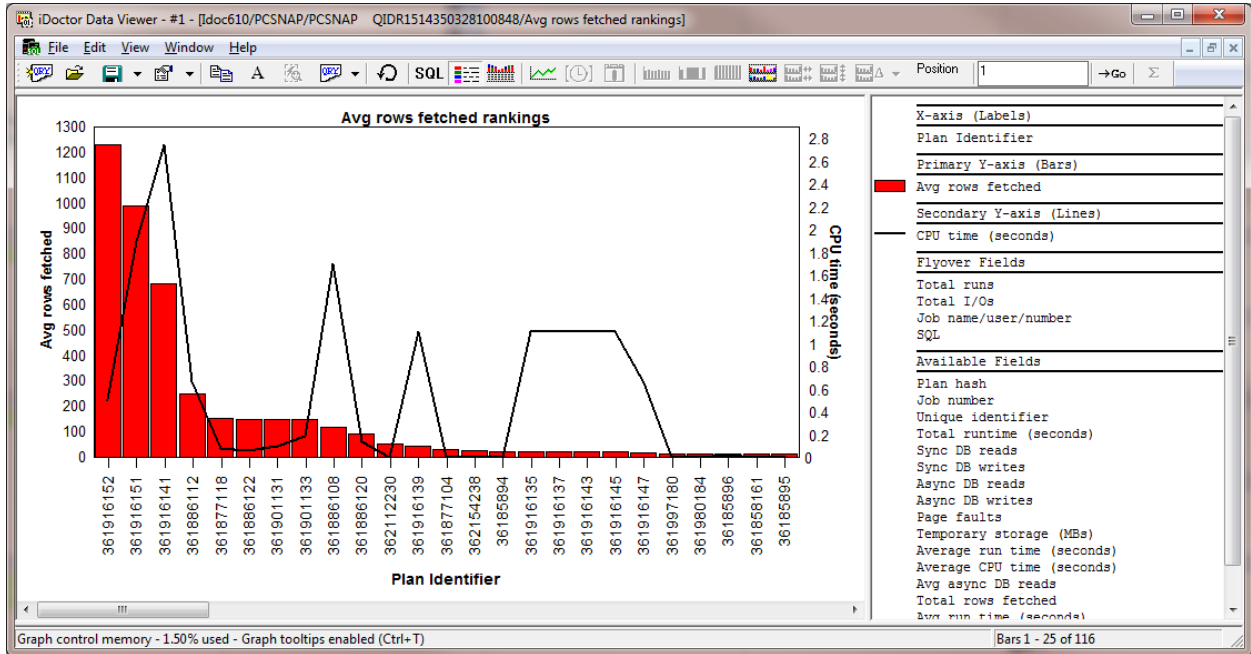 iDoctor Data Viewer - #1 - [Idoc610/PCSNAP/PCSNAP QIDR1514350328100848/Avg rows fetched rankings]
File Edit View Window Help
QRY A QRY SQL Position 1 →Go Σ
Avg rows fetched rankings
1300
1200
1100
1000
900
800
700
600
500
400
300
200
100
0
Avg rows fetched
2.8
2.6
2.4
2.2
2
1.8
1.6
1.4
1.2
1
0.8
0.6
0.4
0.2
0
CPU time (seconds)
361916152
361916151
361916141
361886112
361877118
361886122
361901131
361901133
361886108
361886120
362112230
361916139
361877104
362154238
36185894
361916135
361916137
361916143
361916145
361916147
361997180
361980184
36185896
361858161
36185895
Plan Identifier
X-axis (Labels)
Plan Identifier
Primary Y-axis (Bars)
Avg rows fetched
Secondary Y-axis (Lines)
CPU time (seconds)
Flyover Fields
Total runs
Total I/Os
Job name/user/number
SQL
Available Fields
Plan hash
Job number
Unique identifier
Total runtime (seconds)
Sync DB reads
Sync DB writes
Async DB reads
Async DB writes
Page faults
Temporary storage (MBs)
Average run time (seconds)
Average CPU time (seconds)
Avg async DB reads
Total rows fetched
Avg run time (seconds)
Graph control memory - 1.50% used - Graph tooltips enabled (Ctrl+T)
Bars 1 - 25 of 116